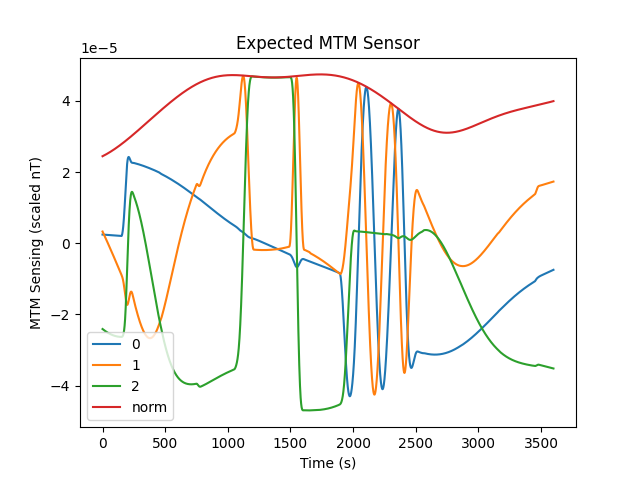 Expected MTM Sensor
1e−5
MTM Sensing (scaled nT)
4
2
0
−2
−4
0
1
2
norm
0 500 1000 1500 2000 2500 3000 3500
Time (s)